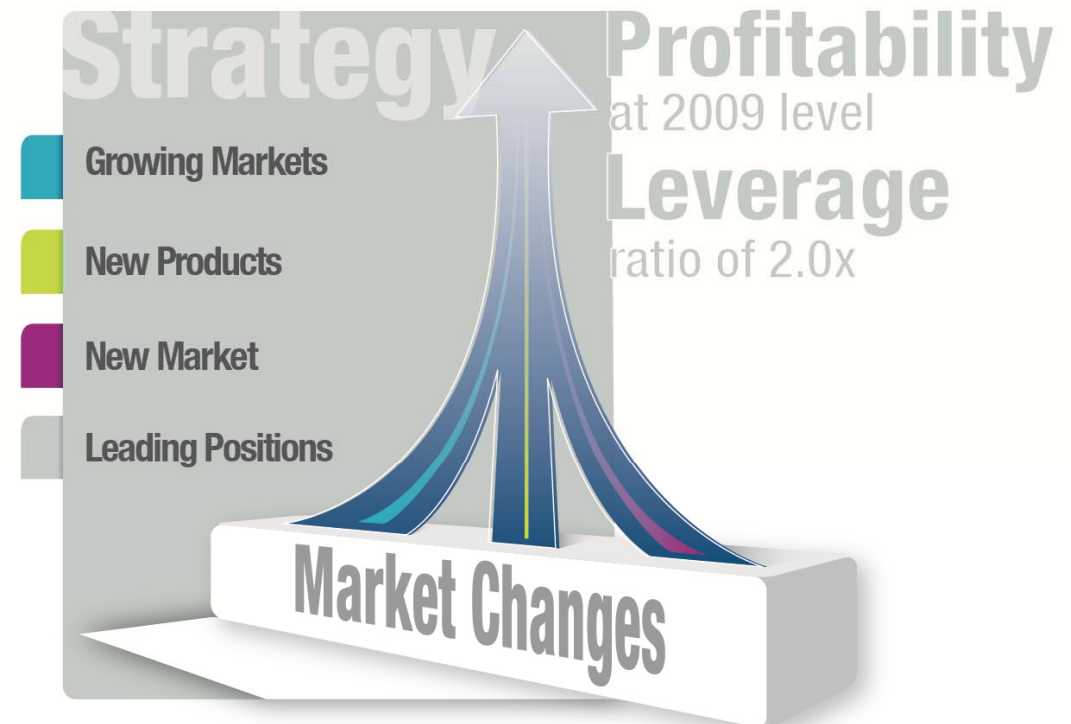 Strategy
Growing Markets
New Products
New Market
Leading Positions
Profitability
at 2009 level
Leverage
ratio of 2.0x
Market Changes